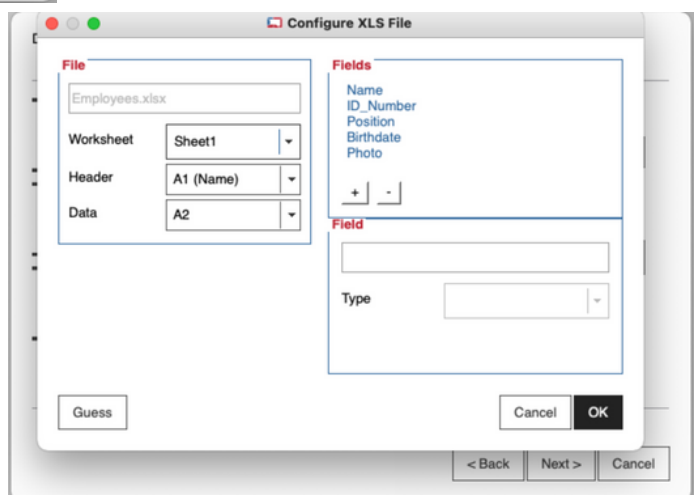 Configure XLS File
File
Employees.xlsx
Worksheet Sheet1
Header A1 (Name)
Data A2
Fields
Name
ID_Number
Position
Birthdate
Photo
+ -
Field
Type
Guess
Cancel OK
< Back Next > Cancel